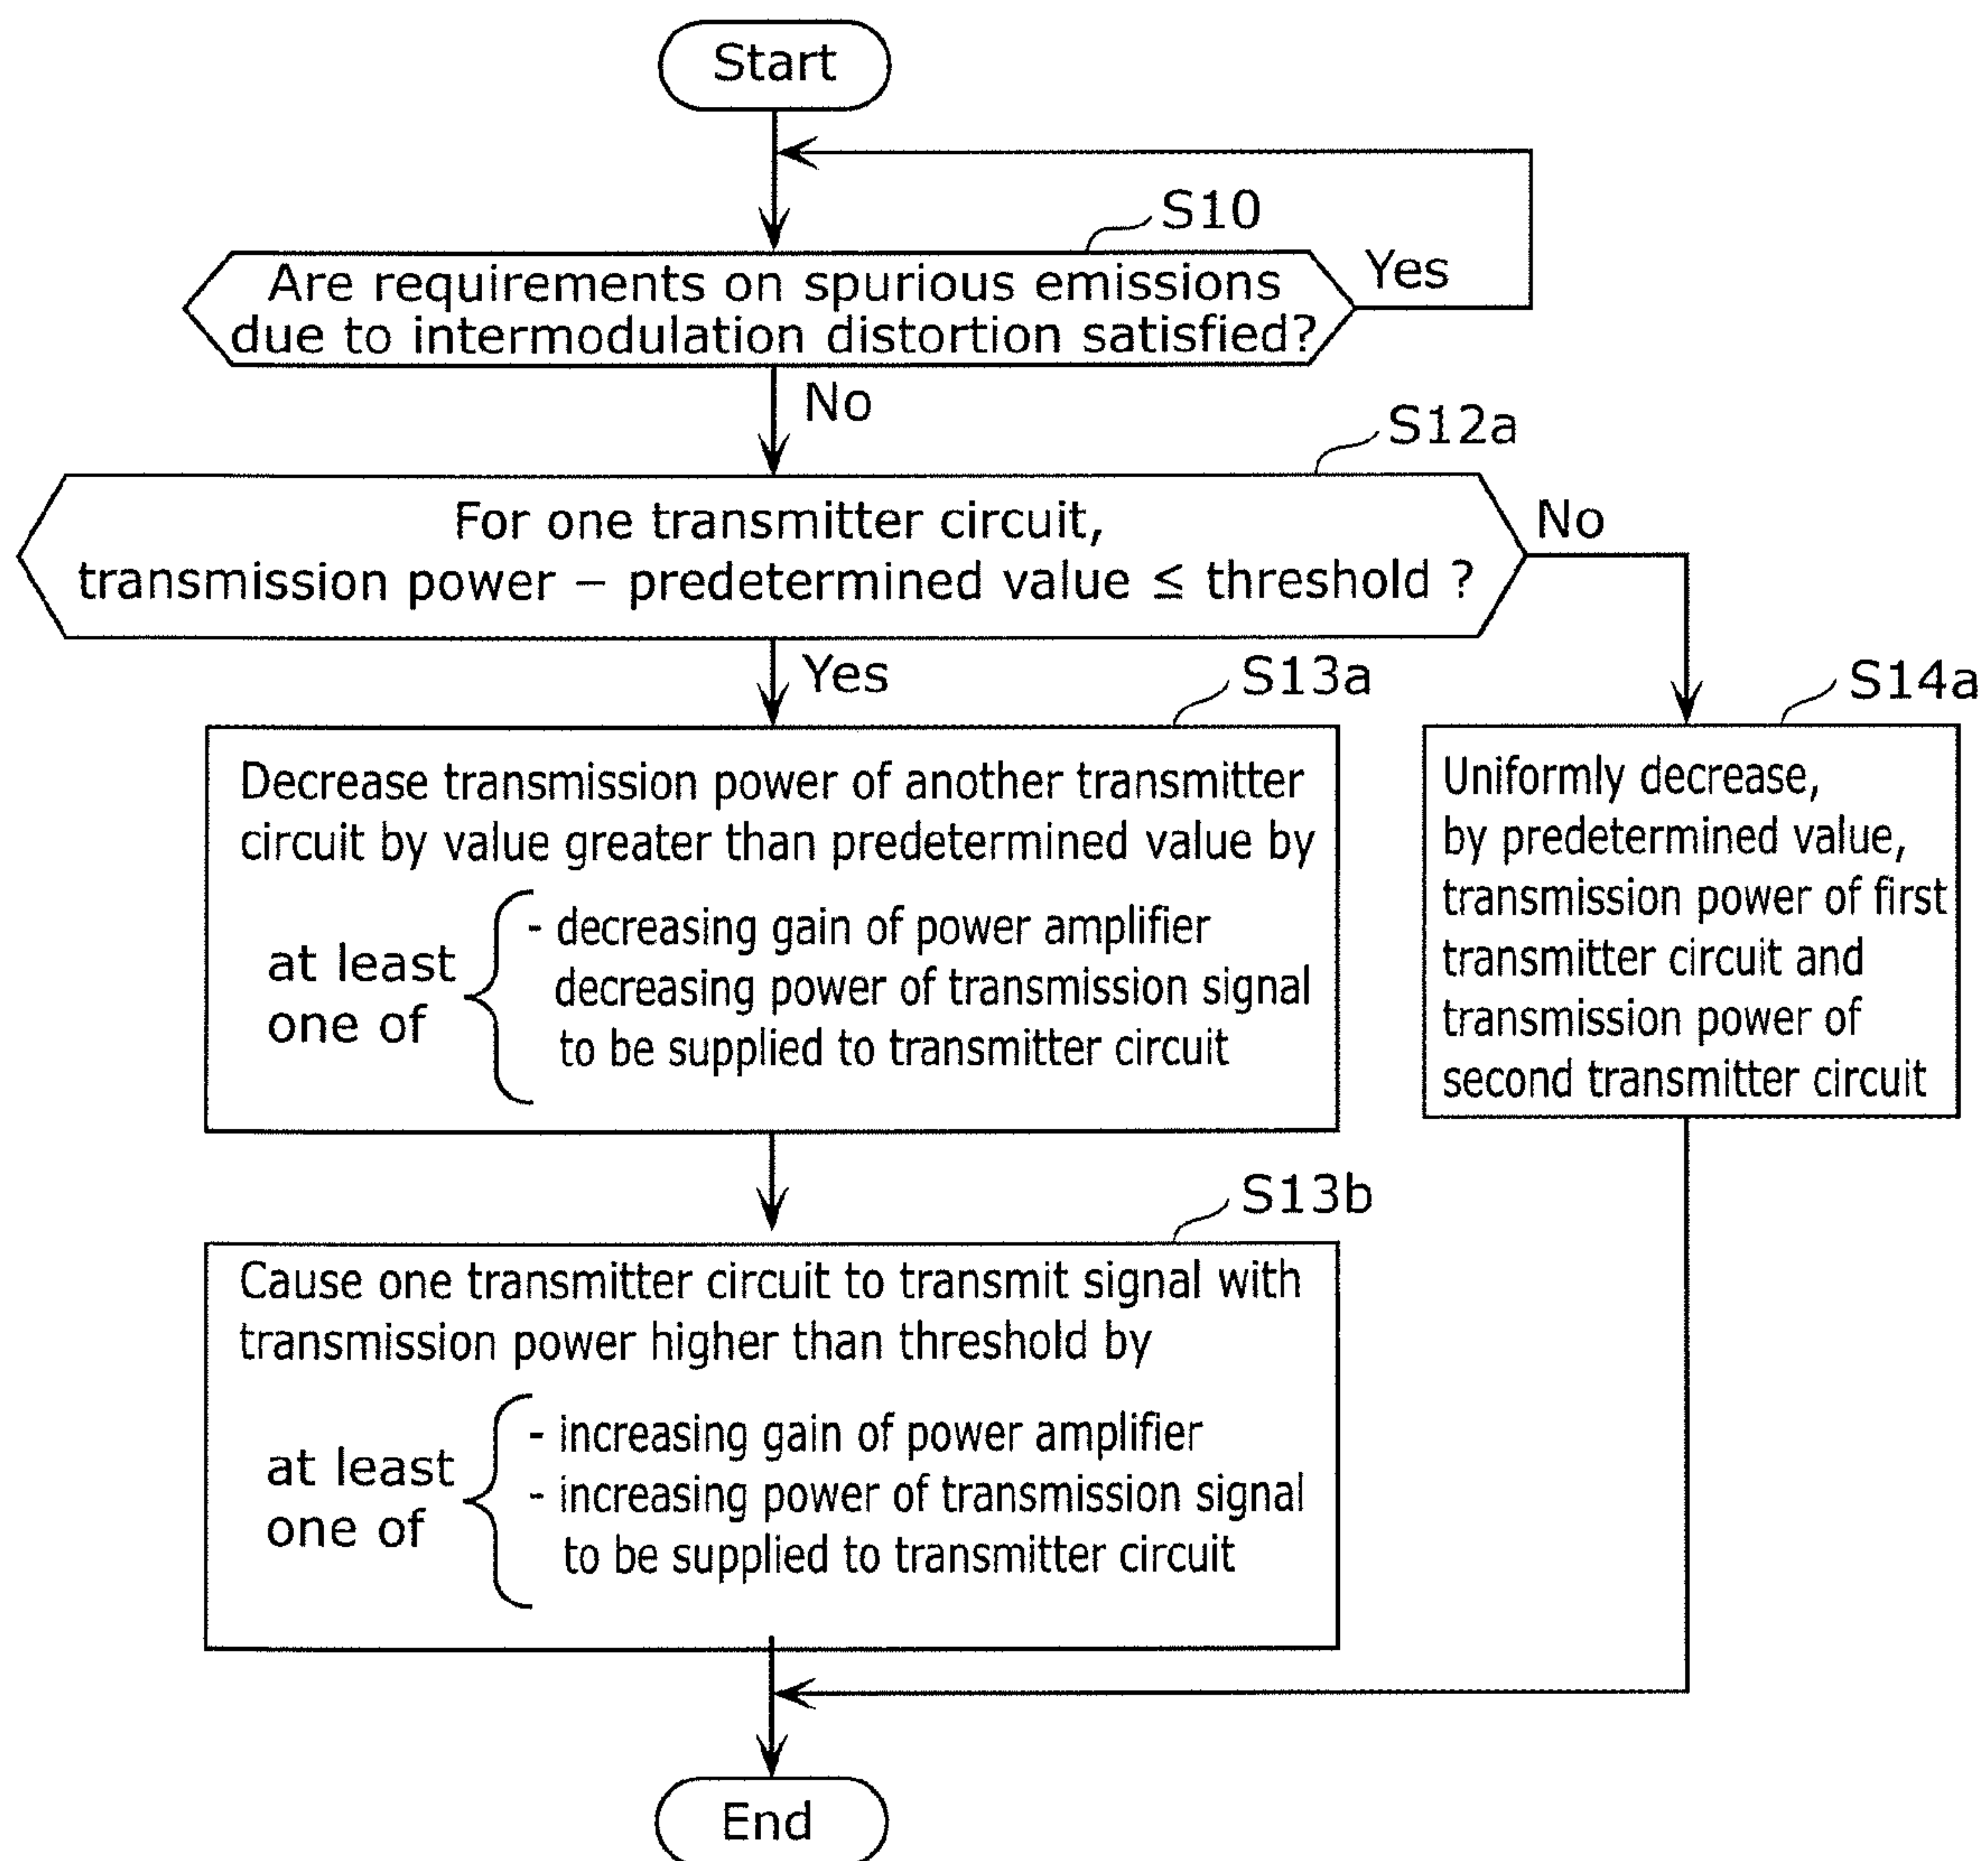 Start
S10
Are requirements on spurious emissions
due to intermodulation distortion satisfied?
Yes
No
S12a
For one transmitter circuit,
transmission power – predetermined value ≤ threshold ?
No
Yes
S13a
Decrease transmission power of another transmitter
circuit by value greater than predetermined value by
at least
one of
- decreasing gain of power amplifier
decreasing power of transmission signal
to be supplied to transmitter circuit
S14a
Uniformly decrease,
by predetermined value,
transmission power of first
transmitter circuit and
transmission power of
second transmitter circuit
S13b
Cause one transmitter circuit to transmit signal with
transmission power higher than threshold by
at least
one of
- increasing gain of power amplifier
- increasing power of transmission signal
to be supplied to transmitter circuit
End